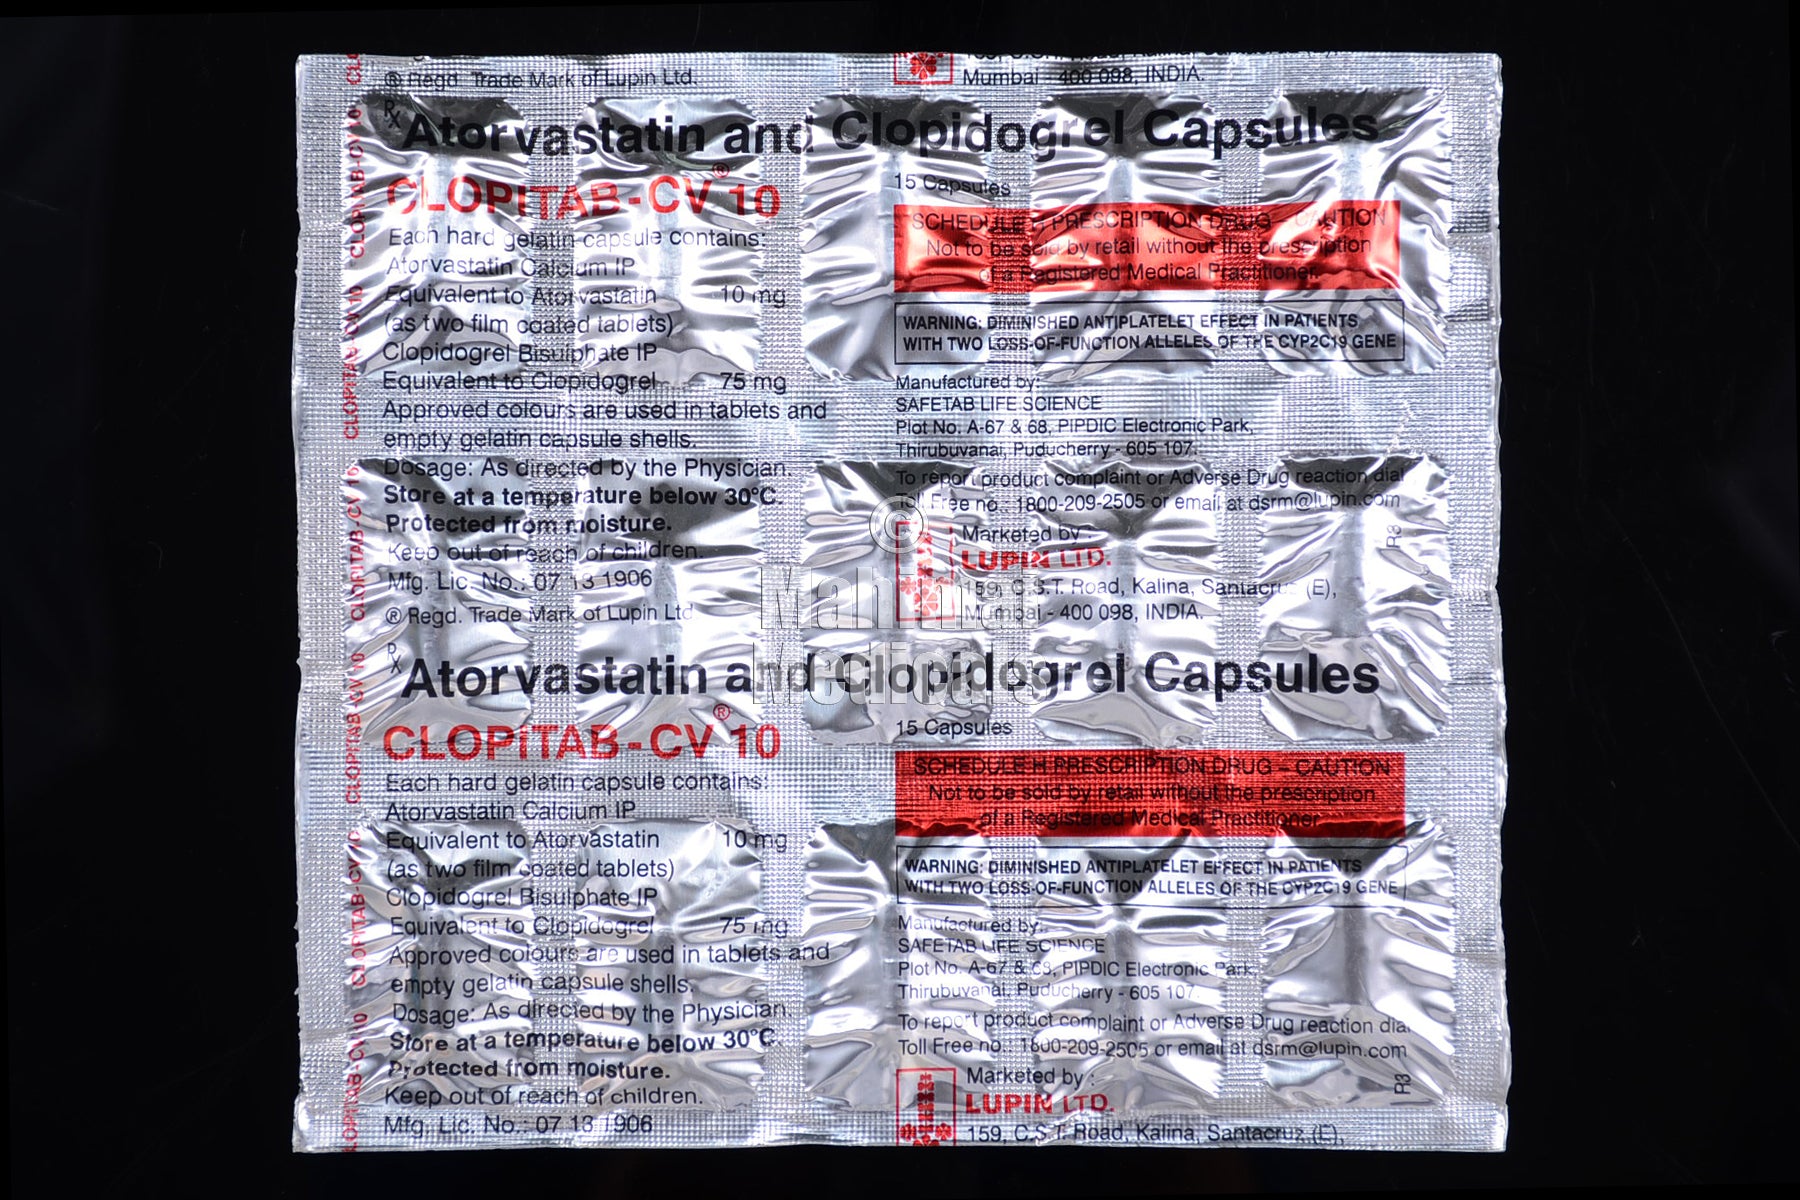 ® Regd. Trade Mark of Lupin Ltd.
Mumbai - 400 098, INDIA.
Rx
Atorvastatin and Clopidogrel Capsules
CLOPITAB-CV® 10
Each hard gelatin capsule contains:
Atorvastatin Calcium IP
Equivalent to Atorvastatin 10 mg
(as two film coated tablets)
Clopidogrel Bisulphate IP
Equivalent to Clopidogrel 75 mg
Approved colours are used in tablets and
empty gelatin capsule shells.
Dosage: As directed by the Physician
Store at a temperature below 30°C.
Protected from moisture.
Keep out of reach of children.
Mfg. Lic. No.: 07 13 1906
® Regd. Trade Mark of Lupin Ltd
15 Capsules
SCHEDULE H PRESCRIPTION DRUG - CAUTION
Not to be sold by retail without the prescription
of a Registered Medical Practitioner.
WARNING: DIMINISHED ANTIPLATELET EFFECT IN PATIENTS
WITH TWO LOSS-OF-FUNCTION ALLELES OF THE CYP2C19 GENE
Manufactured by:
SAFETAB LIFE SCIENCE
Plot No. A-67 & 68, PIPDIC Electronic Park,
Thirubuvanai, Puducherry - 605 107.
To report product complaint or Adverse Drug reaction dial
Toll Free no.: 1800-209-2505 or email at dsrm@lupin.com
Marketed by :
LUPIN LTD.
159, C.S.T. Road, Kalina, Santacruz (E),
Mumbai - 400 098, INDIA.
R3
©
Mahima
Medicals
Rx
Atorvastatin and Clopidogrel Capsules
CLOPITAB-CV® 10
Each hard gelatin capsule contains:
Atorvastatin Calcium IP
Equivalent to Atorvastatin 10 mg
(as two film coated tablets)
Clopidogrel Bisulphate IP
Equivalent to Clopidogrel 75 mg
Approved colours are used in tablets and
empty gelatin capsule shells.
Dosage: As directed by the Physician
Store at a temperature below 30°C.
Protected from moisture.
Keep out of reach of children.
Mfg. Lic. No.: 07 13 1906
15 Capsules
SCHEDULE H PRESCRIPTION DRUG - CAUTION
Not to be sold by retail without the prescription
of a Registered Medical Practitioner
WARNING: DIMINISHED ANTIPLATELET EFFECT IN PATIENTS
WITH TWO LOSS-OF-FUNCTION ALLELES OF THE CYP2C19 GENE
Manufactured by:
SAFETAB LIFE SCIENCE
Plot No. A-67 & 68, PIPDIC Electronic Park,
Thirubuvanai, Puducherry - 605 107.
To report product complaint or Adverse Drug reaction dial
Toll Free no.: 1800-209-2505 or email at dsrm@lupin.com
Marketed by :
LUPIN LTD.
159, C.S.T. Road, Kalina, Santacruz (E),
R3
CLOPITAB-CV 10 CLOPITAB-CV 10 CLOPITAB-CV 10 CLOPITAB-CV 10 CLOPITAB-CV 10 CLOPITAB-CV 10